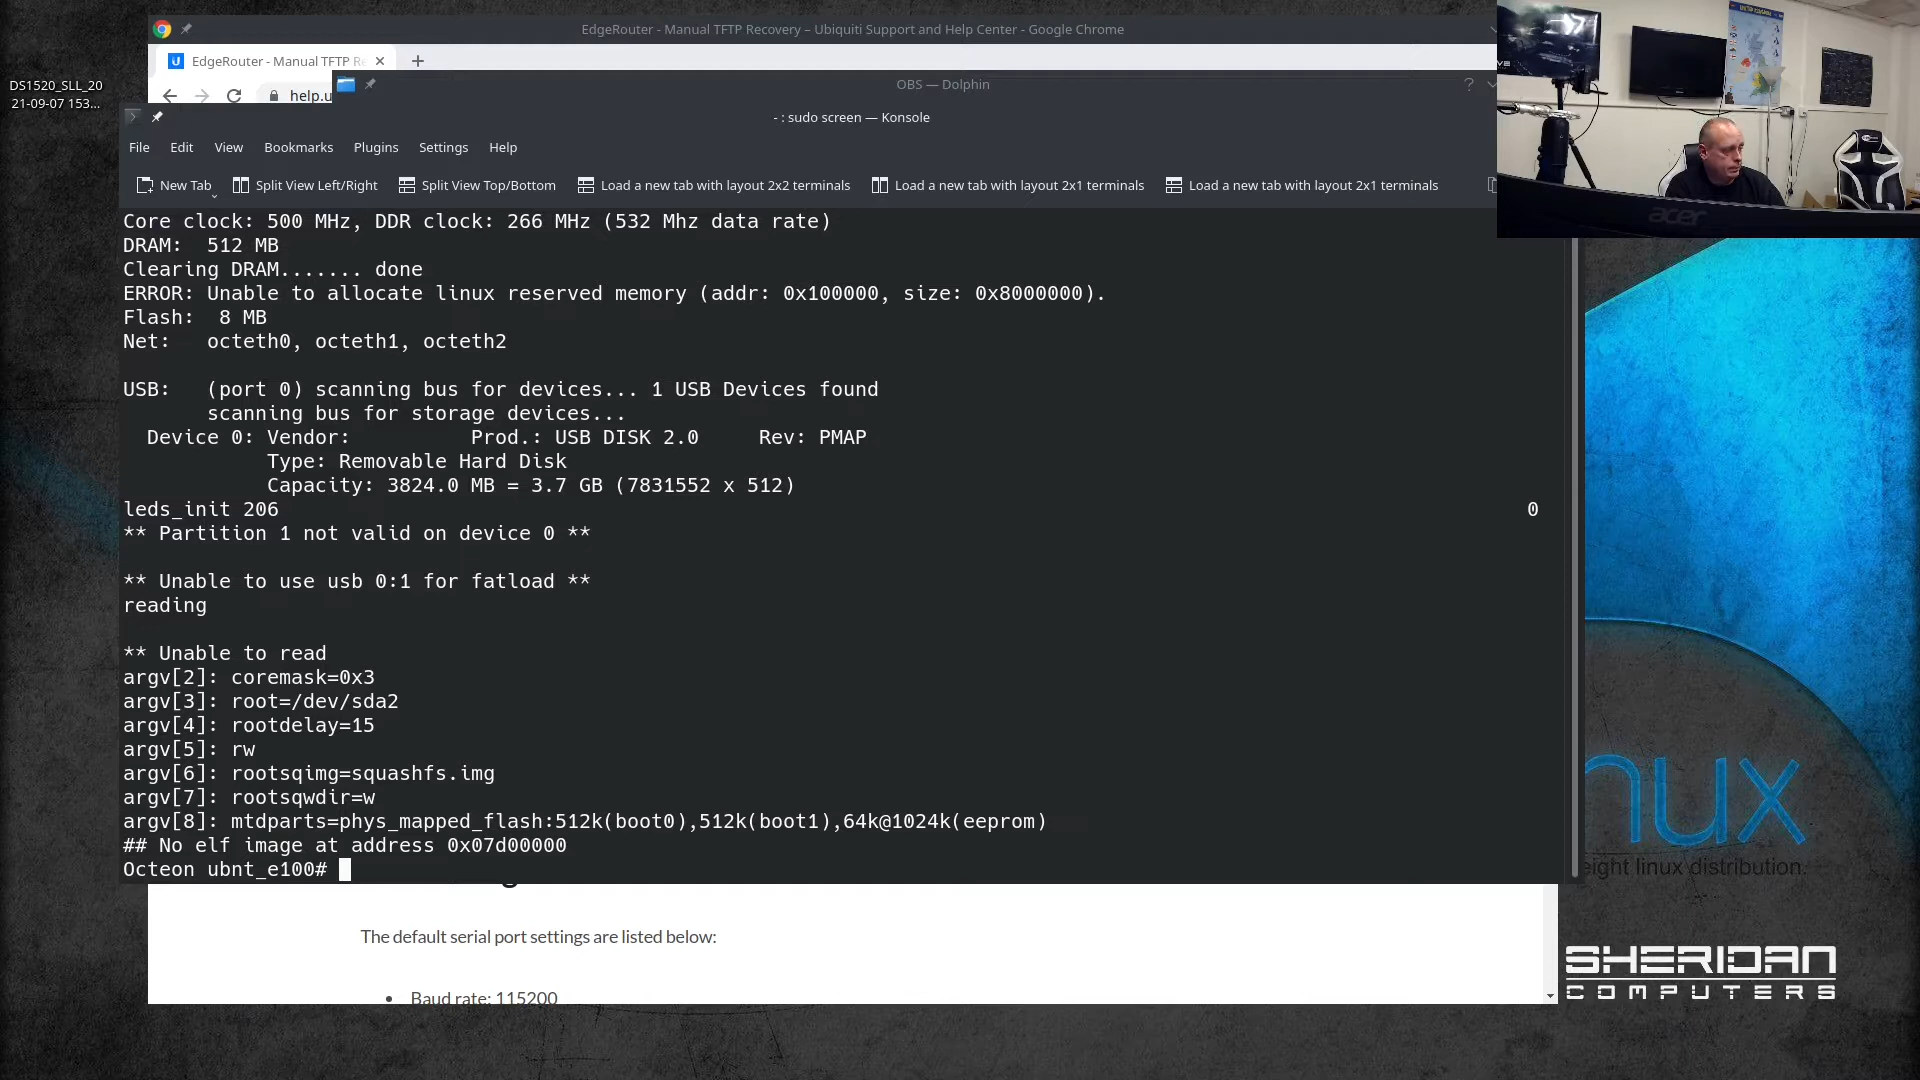 EdgeRouter - Manual TFTP Recovery – Ubiquiti Support and Help Center - Google Chrome
EdgeRouter - Manual TFTP R
DS1520_SLL_20
21-09-07 153...
help.u
OBS — Dolphin
- : sudo screen — Konsole
File Edit View Bookmarks Plugins Settings Help
New Tab Split View Left/Right Split View Top/Bottom Load a new tab with layout 2x2 terminals Load a new tab with layout 2x1 terminals Load a new tab with layout 2x1 terminals
acer
Core clock: 500 MHz, DDR clock: 266 MHz (532 Mhz data rate)
DRAM:  512 MB
Clearing DRAM....... done
ERROR: Unable to allocate linux reserved memory (addr: 0x100000, size: 0x8000000).
Flash:  8 MB
Net:   octeth0, octeth1, octeth2
USB:   (port 0) scanning bus for devices... 1 USB Devices found
scanning bus for storage devices...
Device 0: Vendor:          Prod.: USB DISK 2.0     Rev: PMAP
Type: Removable Hard Disk
Capacity: 3824.0 MB = 3.7 GB (7831552 x 512)
leds_init 206 0
** Partition 1 not valid on device 0 **
** Unable to use usb 0:1 for fatload **
reading
** Unable to read
argv[2]: coremask=0x3
argv[3]: root=/dev/sda2
argv[4]: rootdelay=15
argv[5]: rw
argv[6]: rootsqimg=squashfs.img
argv[7]: rootsqwdir=w
argv[8]: mtdparts=phys_mapped_flash:512k(boot0),512k(boot1),64k@1024k(eeprom)
## No elf image at address 0x07d00000
Octeon ubnt_e100#
nux
eight linux distribution.
The default serial port settings are listed below:
• Baud rate: 115200
SHERIDAN
COMPUTERS